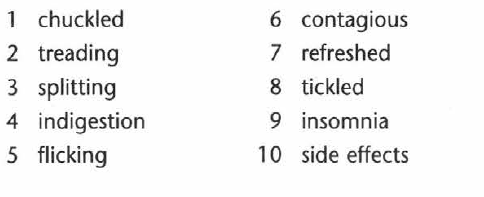 1 chuckled
2 treading
3 splitting
4 indigestion
5 flicking
6 contagious
7 refreshed
8 tickled
9 insomnia
10 side effects